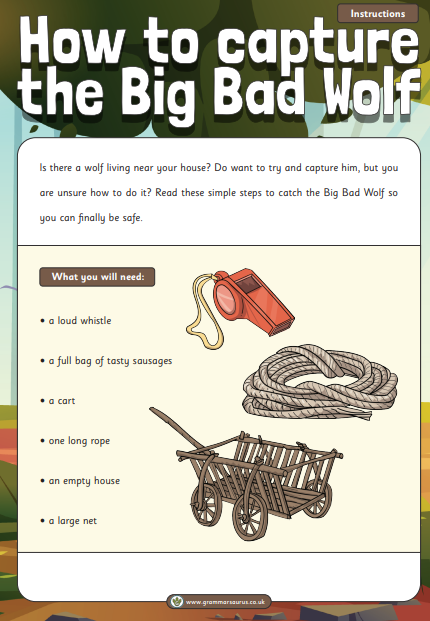 Instructions
How to capture
the Big Bad Wolf
Is there a wolf living near your house? Do want to try and capture him, but you
are unsure how to do it? Read these simple steps to catch the Big Bad Wolf so
you can finally be safe.
What you will need:
• a loud whistle
• a full bag of tasty sausages
• a cart
• one long rope
• an empty house
• a large net
www.grammarsaurus.co.uk